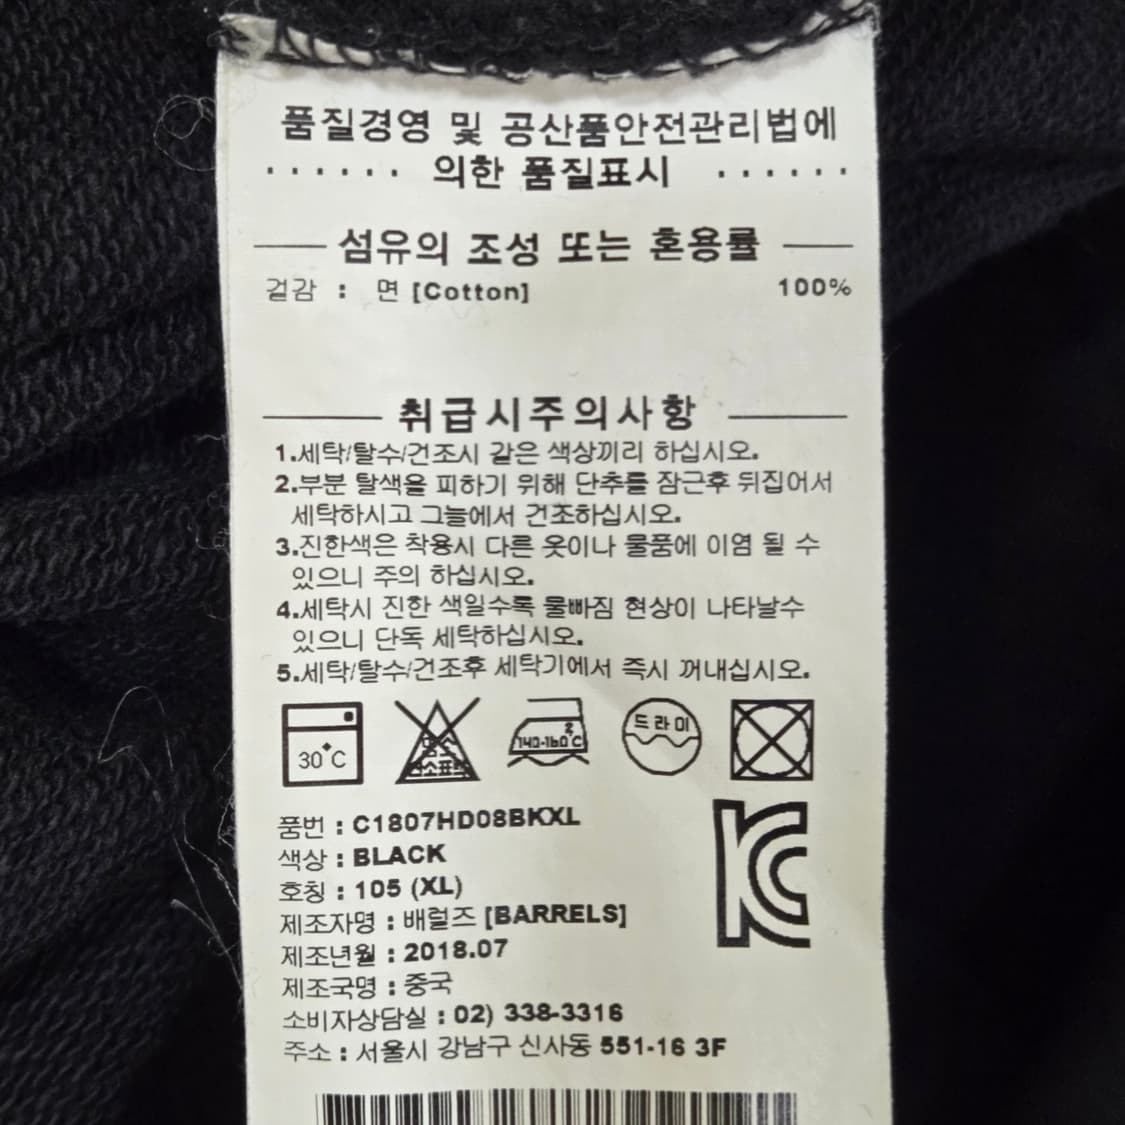 품질경영 및 공산품안전관리법에
의한 품질표시
섬유의 조성 또는 혼용률
겉감 : 면 [Cotton] 100%
취급시주의사항
1.세탁/탈수/건조시 같은 색상끼리 하십시오.
2.부분 탈색을 피하기 위해 단추를 잠근후 뒤집어서
세탁하시고 그늘에서 건조하십시오.
3.진한색은 착용시 다른 옷이나 물품에 이염 될 수
있으니 주의 하십시오.
4.세탁시 진한 색일수록 물빠짐 현상이 나타날수
있으니 단독 세탁하십시오.
5.세탁/탈수/건조후 세탁기에서 즉시 꺼내십시오.
30°C 염소 산소표백 2 140-160°C 드라이
품번 : C1807HD08BKXL
색상 : BLACK
호칭 : 105 (XL)
제조자명 : 배럴즈 [BARRELS]
제조년월 : 2018.07
제조국명 : 중국
소비자상담실 : 02) 338-3316
주소 : 서울시 강남구 신사동 551-16 3F
KC